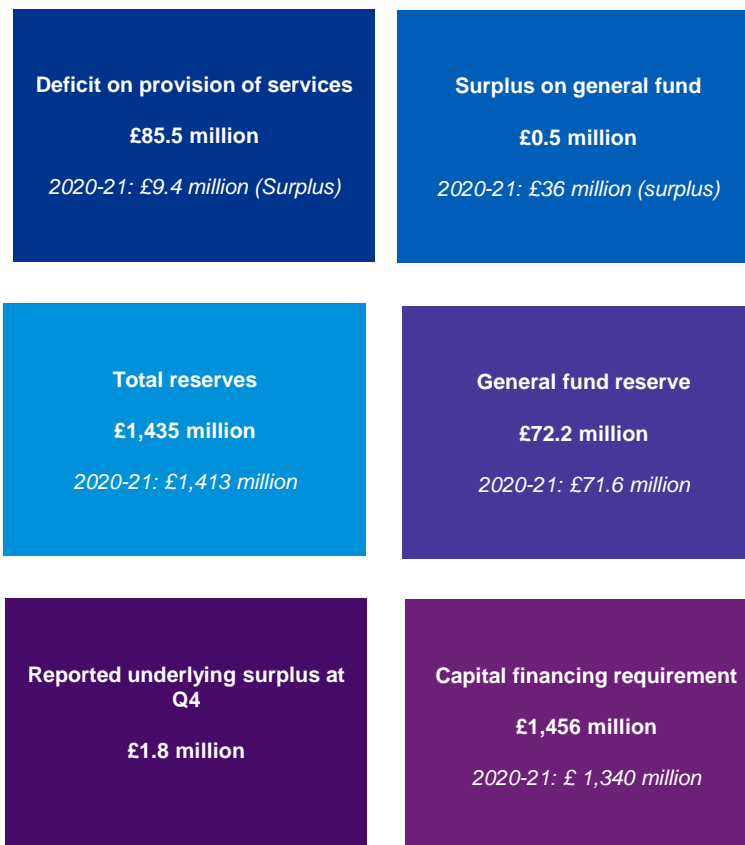 Deficit on provision of services
£85.5 million
2020-21: £9.4 million (Surplus)
Surplus on general fund
£0.5 million
2020-21: £36 million (surplus)
Total reserves
£1,435 million
2020-21: £1,413 million
General fund reserve
£72.2 million
2020-21: £71.6 million
Reported underlying surplus at
Q4
£1.8 million
Capital financing requirement
£1,456 million
2020-21: £ 1,340 million